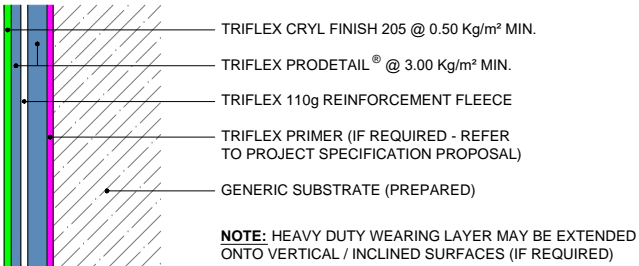 TRIFLEX CRYL FINISH 205 @ 0.50 Kg/m² MIN.
TRIFLEX PRODETAIL® @ 3.00 Kg/m² MIN.
TRIFLEX 110g REINFORCEMENT FLEECE
TRIFLEX PRIMER (IF REQUIRED - REFER
TO PROJECT SPECIFICATION PROPOSAL)
GENERIC SUBSTRATE (PREPARED)
NOTE: HEAVY DUTY WEARING LAYER MAY BE EXTENDED
ONTO VERTICAL / INCLINED SURFACES (IF REQUIRED)